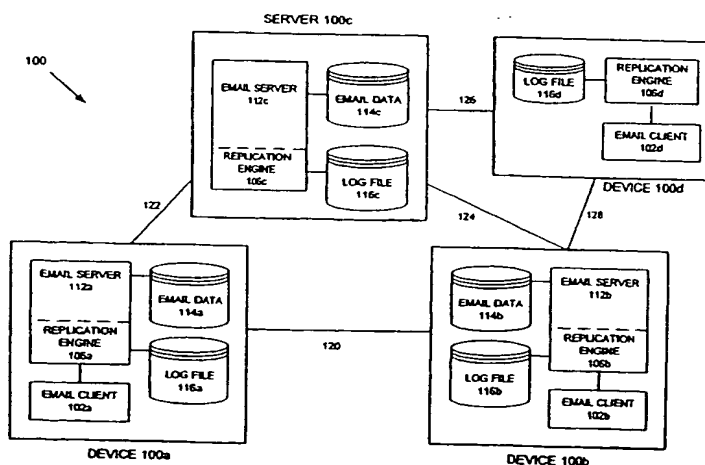 SERVER 100c
100
EMAIL SERVER
112c
REPLICATION
ENGINE
106c
EMAIL DATA
114c
LOG FILE
116c
126
LOG FILE
116d
REPLICATION
ENGINE
106d
EMAIL CLIENT
102d
DEVICE 100d
122
124
128
EMAIL SERVER
112a
REPLICATION
ENGINE
106a
EMAIL CLIENT
102a
EMAIL DATA
114a
LOG FILE
116a
DEVICE 100a
120
EMAIL DATA
114b
LOG FILE
116b
EMAIL SERVER
112b
REPLICATION
ENGINE
106b
EMAIL CLIENT
102b
DEVICE 100b